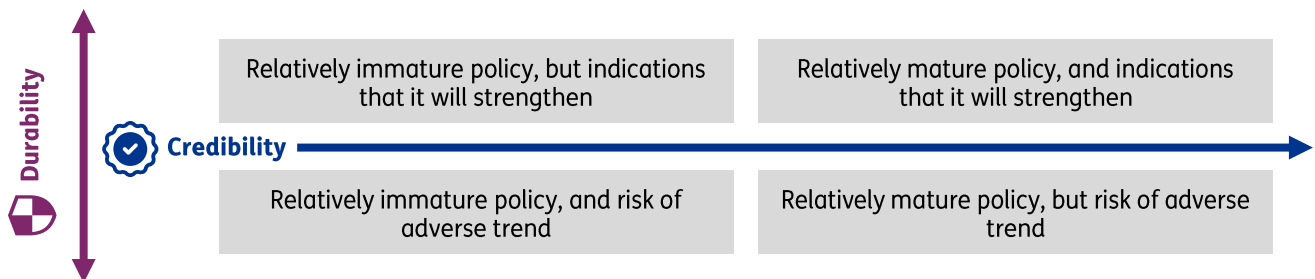 Durability
Relatively immature policy, but indications
that it will strengthen
Relatively mature policy, and indications
that it will strengthen
Credibility
Relatively immature policy, and risk of
adverse trend
Relatively mature policy, but risk of adverse
trend